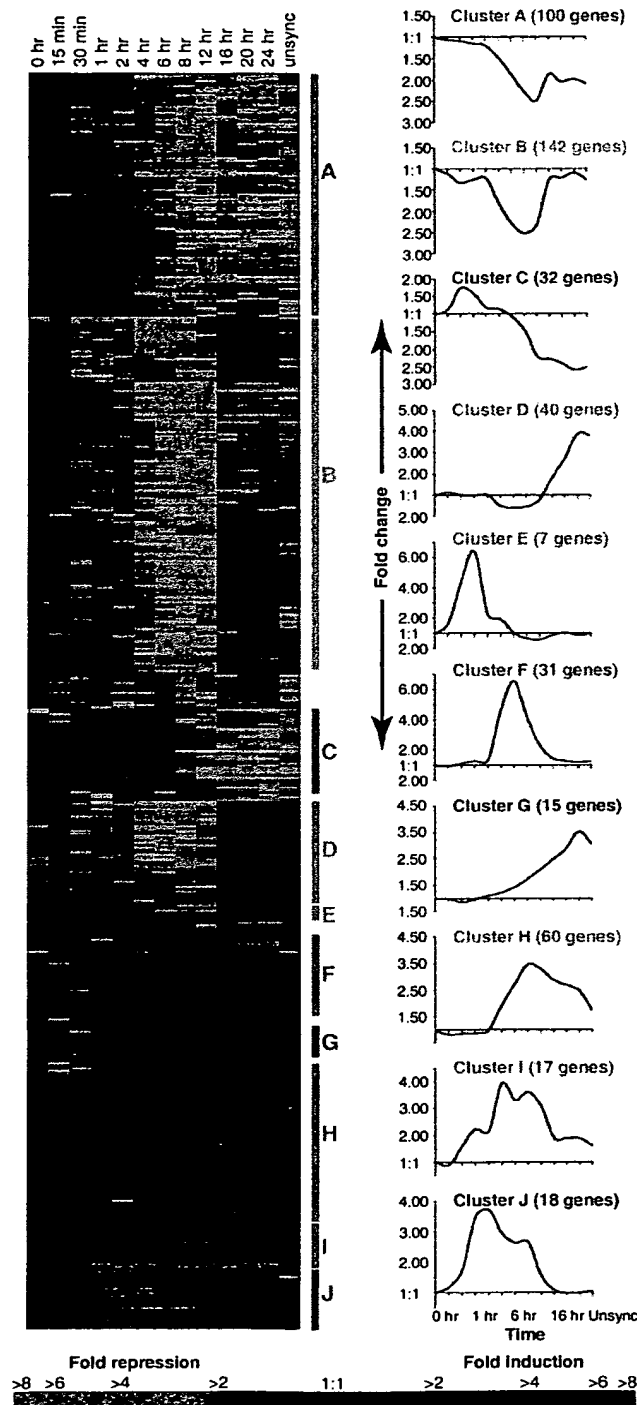 0 hr
15 min
30 min
1 hr
2 hr
4 hr
6 hr
8 hr
12 hr
16 hr
20 hr
24 hr
unsync
A
B
C
D
E
F
G
H
I
J
Fold change
Cluster A (100 genes)
1.50
1:1
1.50
2.00
2.50
3.00
Cluster B (142 genes)
1.50
1:1
1.50
2.00
2.50
3.00
Cluster C (32 genes)
2.00
1.50
1:1
1.50
2.00
2.50
3.00
Cluster D (40 genes)
5.00
4.00
2.00
1:1
2.00
Cluster E (7 genes)
6.00
4.00
2.00
1:1
2.00
Cluster F (31 genes)
6.00
4.00
2.00
1:1
2.00
Cluster G (15 genes)
4.50
3.50
2.50
1.50
1.50
Cluster H (60 genes)
4.50
3.50
2.50
1.50
Cluster I (17 genes)
4.00
3.00
2.00
1:1
Cluster J (18 genes)
4.00
3.00
2.00
1:1
0 hr 1 hr 6 hr 16 hr Unsync
Time
Fold repression Fold induction
>8 >6 >4 >2 1:1 >2 >4 >6 >8